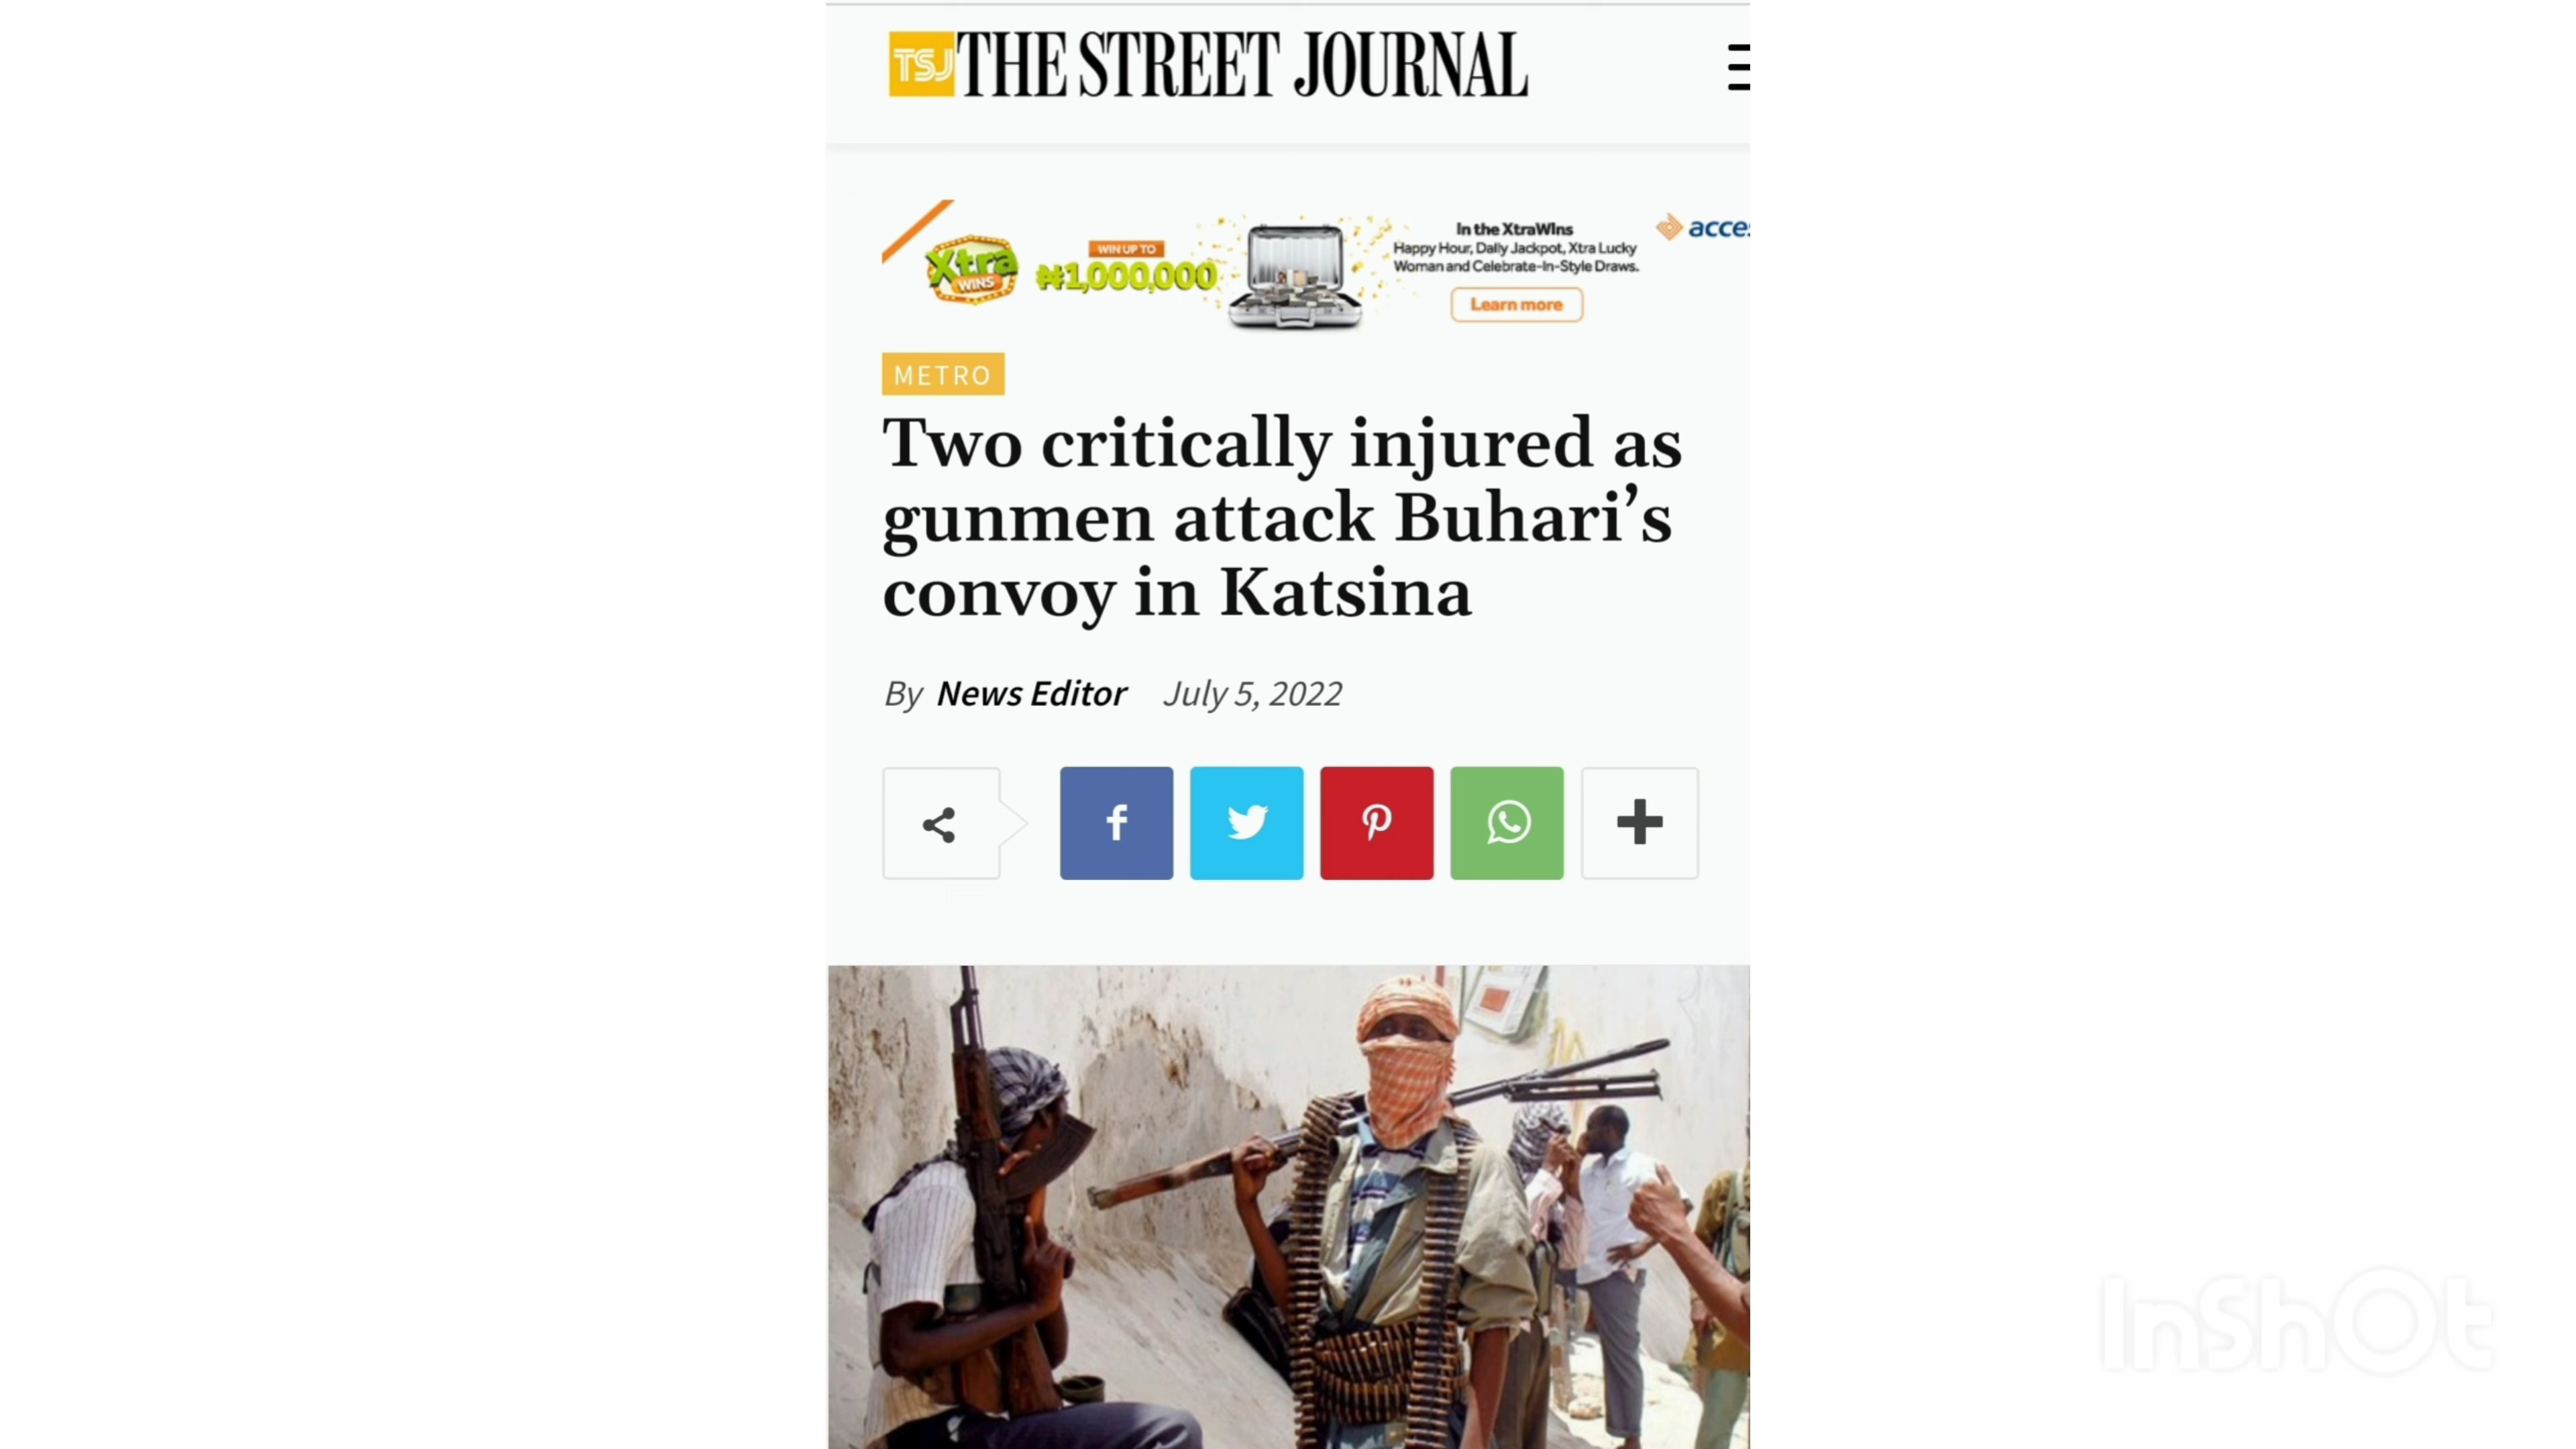 TSJ THE STREET JOURNAL
Xtra
WINS
WIN UP TO
₦1,000,000
In the XtraWins
Happy Hour, Daily Jackpot, Xtra Lucky
Woman and Celebrate-In-Style Draws.
Learn more
METRO
Two critically injured as
gunmen attack Buhari’s
convoy in Katsina
By News Editor July 5, 2022
InShOt